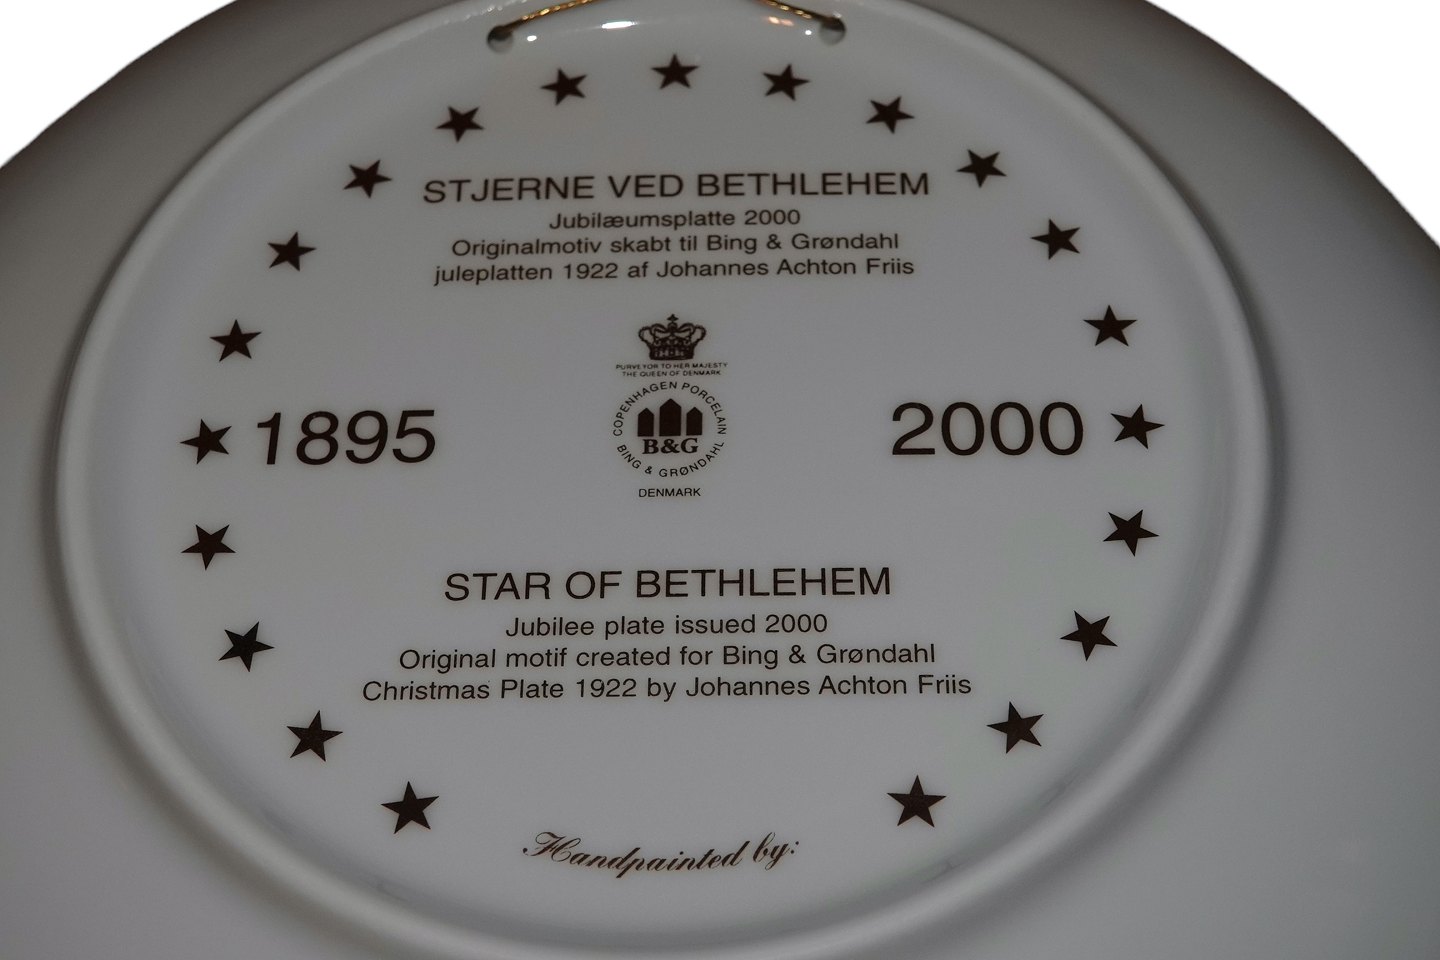 STJERNE VED BETHLEHEM
Jubilæumsplatte 2000
Originalmotiv skabt til Bing & Grøndahl
juleplatten 1922 af Johannes Achton Friis
PURVEYOR TO HER MAJESTY
THE QUEEN OF DENMARK
COPENHAGEN PORCELAIN
B&G
BING & GRØNDAHL
DENMARK
1895
2000
STAR OF BETHLEHEM
Jubilee plate issued 2000
Original motif created for Bing & Grøndahl
Christmas Plate 1922 by Johannes Achton Friis
Handpainted by: